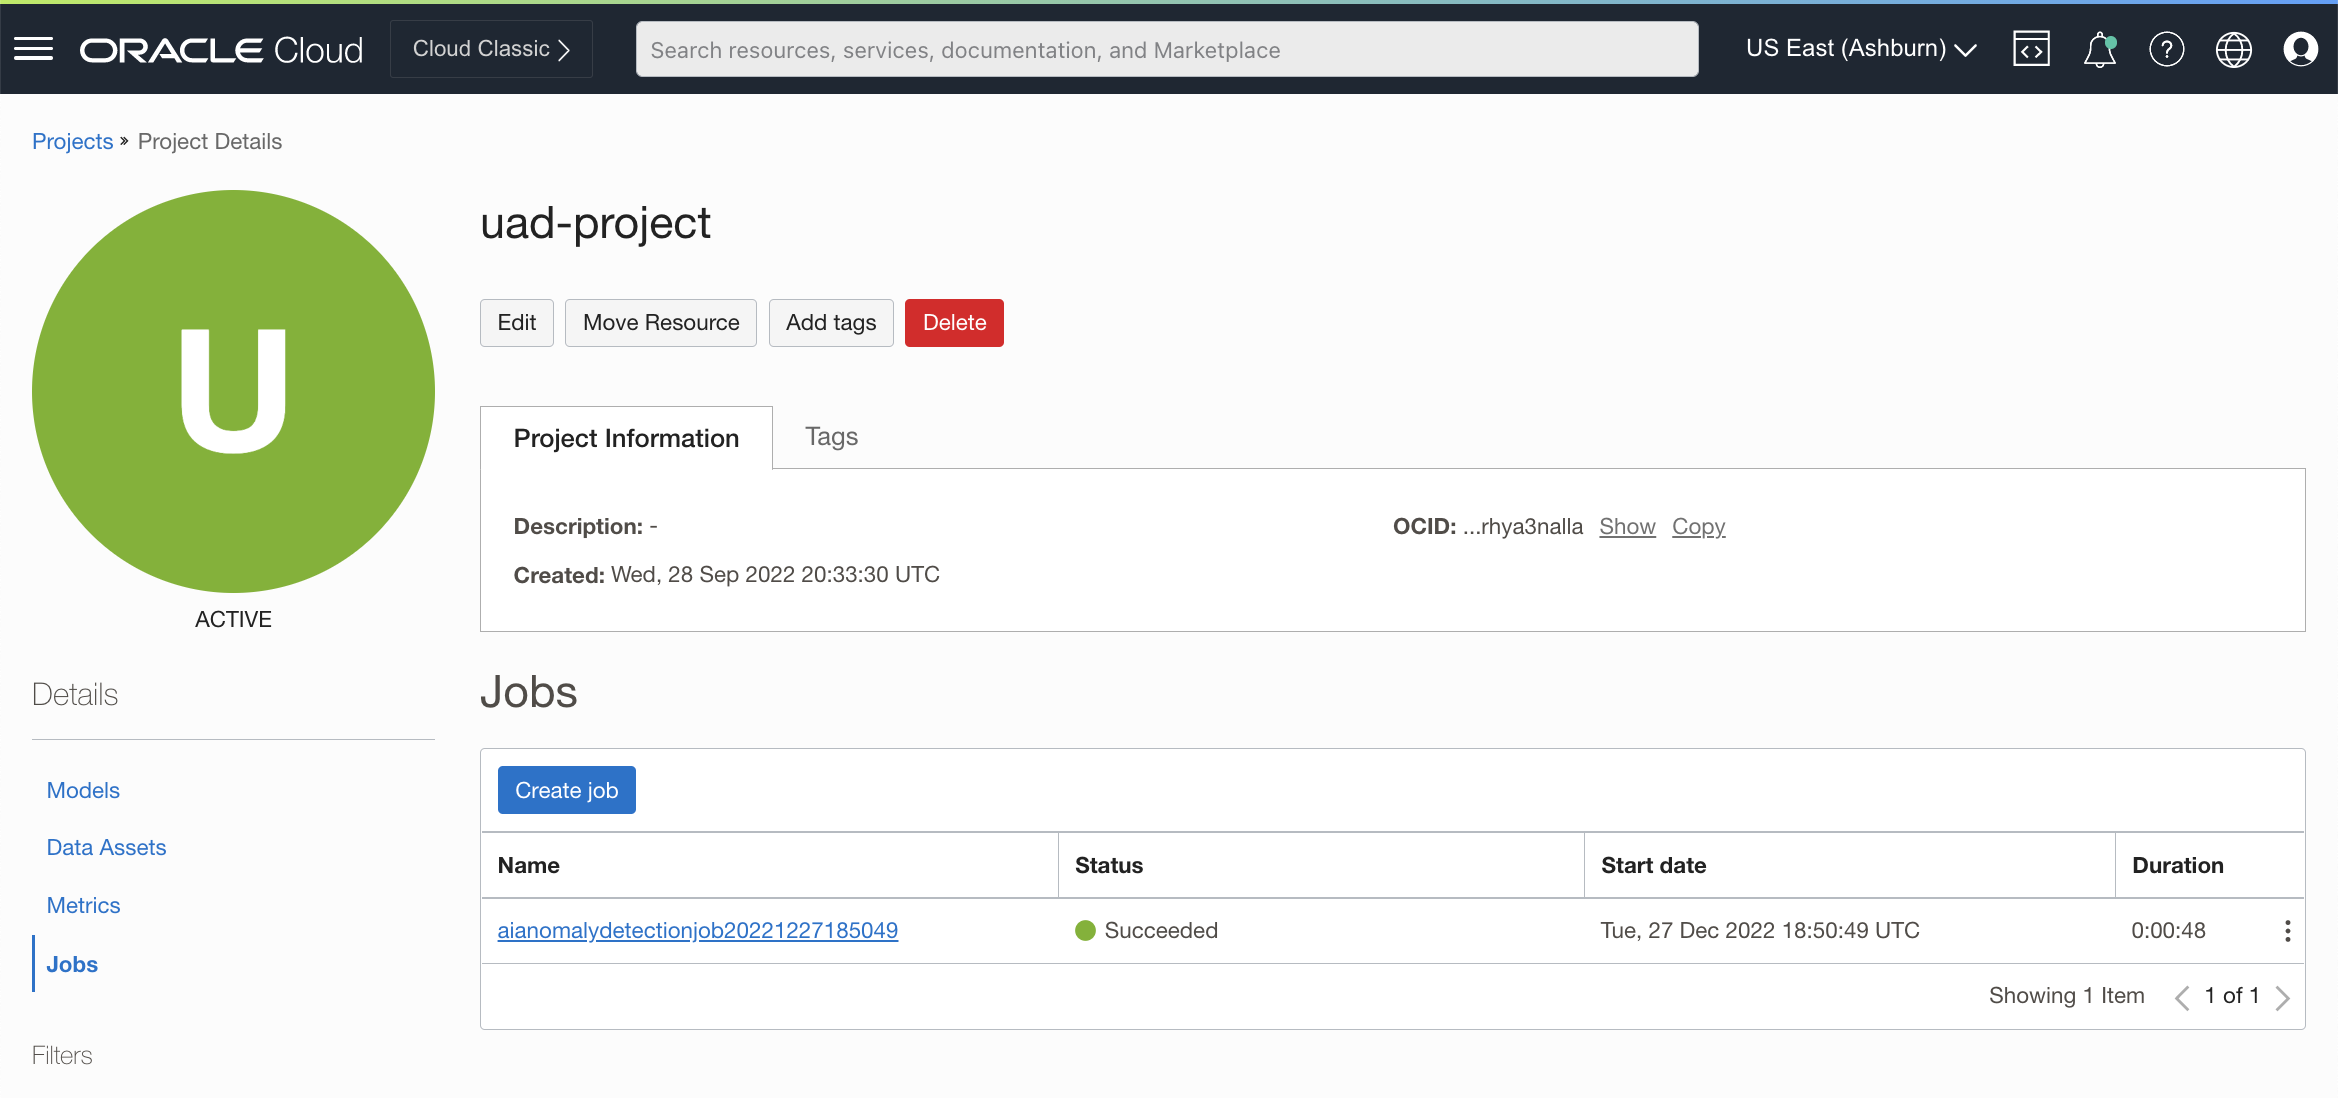 ORACLE Cloud
Cloud Classic
Search resources, services, documentation, and Marketplace
US East (Ashburn)
Projects » Project Details
U
ACTIVE
uad-project
Edit
Move Resource
Add tags
Delete
Project Information
Tags
Description: -
Created: Wed, 28 Sep 2022 20:33:30 UTC
OCID: ...rhya3nalla Show Copy
Details
Models
Data Assets
Metrics
Jobs
Filters
Jobs
Create job
Name Status Start date Duration
aianomalydetectionjob20221227185049 Succeeded Tue, 27 Dec 2022 18:50:49 UTC 0:00:48
Showing 1 Item 1 of 1